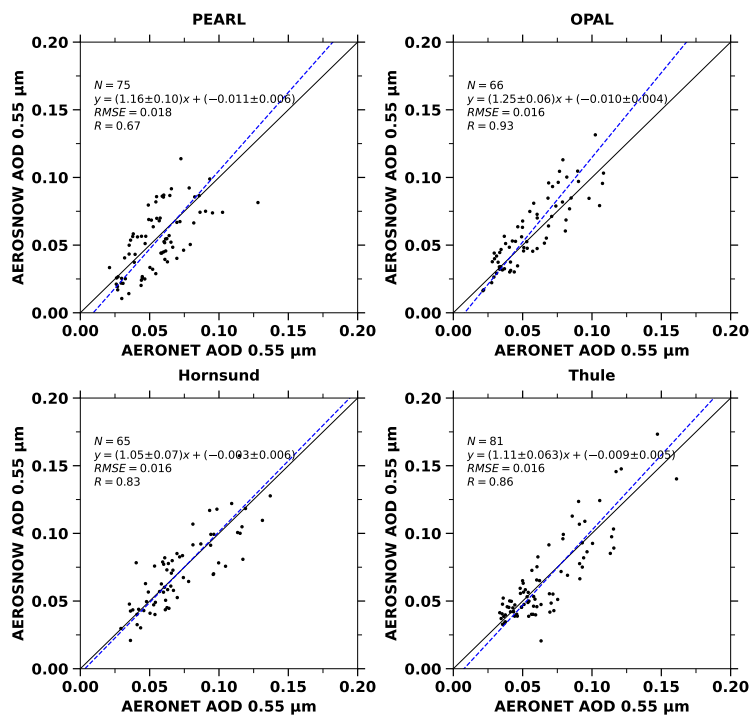 PEARL
N = 75
y = (1.16±0.10)x + (−0.011±0.006)
RMSE = 0.018
R = 0.67
0.20
0.15
0.10
0.05
0.00
AEROSNOW AOD 0.55 μm
0.00 0.05 0.10 0.15 0.20
AERONET AOD 0.55 μm
OPAL
N = 66
y = (1.25±0.06)x + (−0.010±0.004)
RMSE = 0.016
R = 0.93
0.20
0.15
0.10
0.05
0.00
AEROSNOW AOD 0.55 μm
0.00 0.05 0.10 0.15 0.20
AERONET AOD 0.55 μm
Hornsund
N = 65
y = (1.05±0.07)x + (−0.003±0.006)
RMSE = 0.016
R = 0.83
0.20
0.15
0.10
0.05
0.00
AEROSNOW AOD 0.55 μm
0.00 0.05 0.10 0.15 0.20
AERONET AOD 0.55 μm
Thule
N = 81
y = (1.11±0.063)x + (−0.009±0.005)
RMSE = 0.016
R = 0.86
0.20
0.15
0.10
0.05
0.00
AEROSNOW AOD 0.55 μm
0.00 0.05 0.10 0.15 0.20
AERONET AOD 0.55 μm